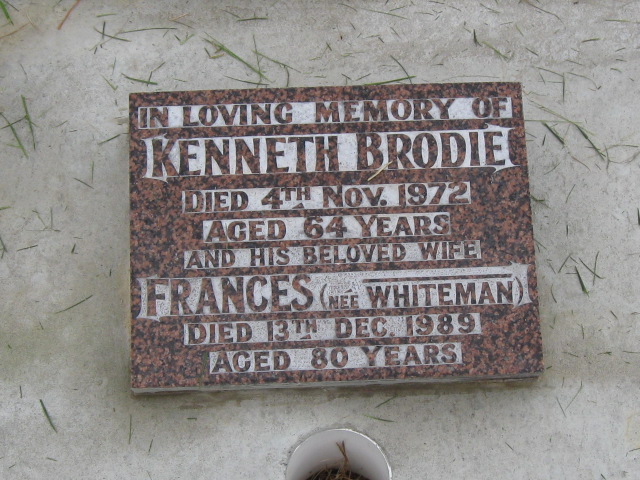 IN LOVING MEMORY OF
KENNETH BRODIE
DIED 4TH NOV. 1972
AGED 64 YEARS
AND HIS BELOVED WIFE
FRANCES (NEÉ WHITEMAN)
DIED 13TH DEC. 1989
AGED 80 YEARS